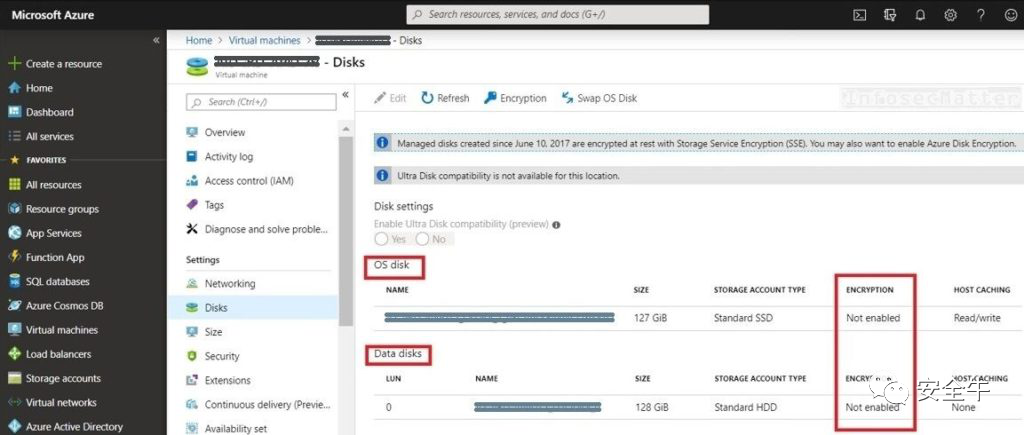 Microsoft Azure
Search resources, services, and docs (G+/)
Home > Virtual machines > - Disks
- Disks
Virtual machine
Create a resource
Home
Dashboard
All services
FAVORITES
All resources
Resource groups
App Services
Function App
SQL databases
Azure Cosmos DB
Virtual machines
Load balancers
Storage accounts
Virtual networks
Azure Active Directory
Search (Ctrl+/)
Overview
Activity log
Access control (IAM)
Tags
Diagnose and solve proble...
Settings
Networking
Disks
Size
Security
Extensions
Continuous delivery (Previe...
Availability set
Edit Refresh Encryption Swap OS Disk
InfosecMatter
Managed disks created since June 10, 2017 are encrypted at rest with Storage Service Encryption (SSE). You may also want to enable Azure Disk Encryption.
Ultra Disk compatibility is not available for this location.
Disk settings
Enable Ultra Disk compatibility (preview)
Yes No
OS disk
NAME SIZE STORAGE ACCOUNT TYPE ENCRYPTION HOST CACHING
127 GiB Standard SSD Not enabled Read/write
Data disks
LUN NAME SIZE STORAGE ACCOUNT TYPE HOST CACHING
0 128 GiB Standard HDD Not enabled None
安全牛